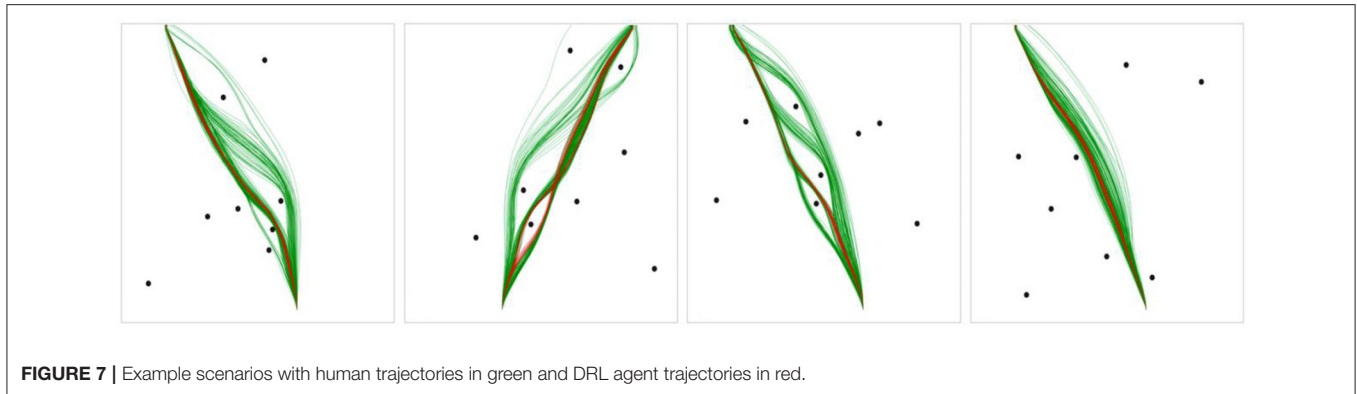 FIGURE 7 | Example scenarios with human trajectories in green and DRL agent trajectories in red.